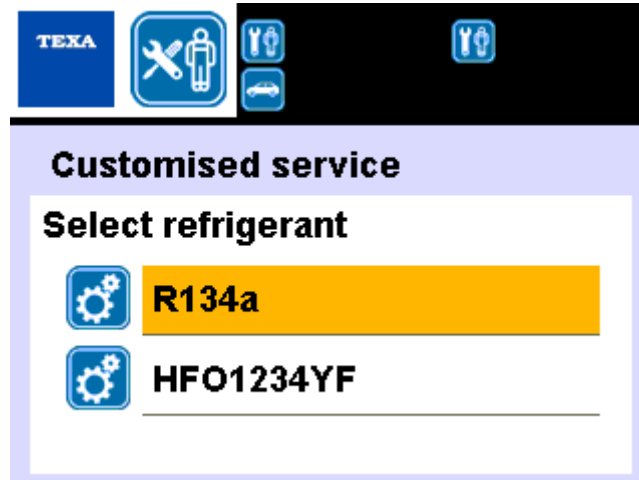 TEXA
Customised service
Select refrigerant
R134a
HFO1234YF